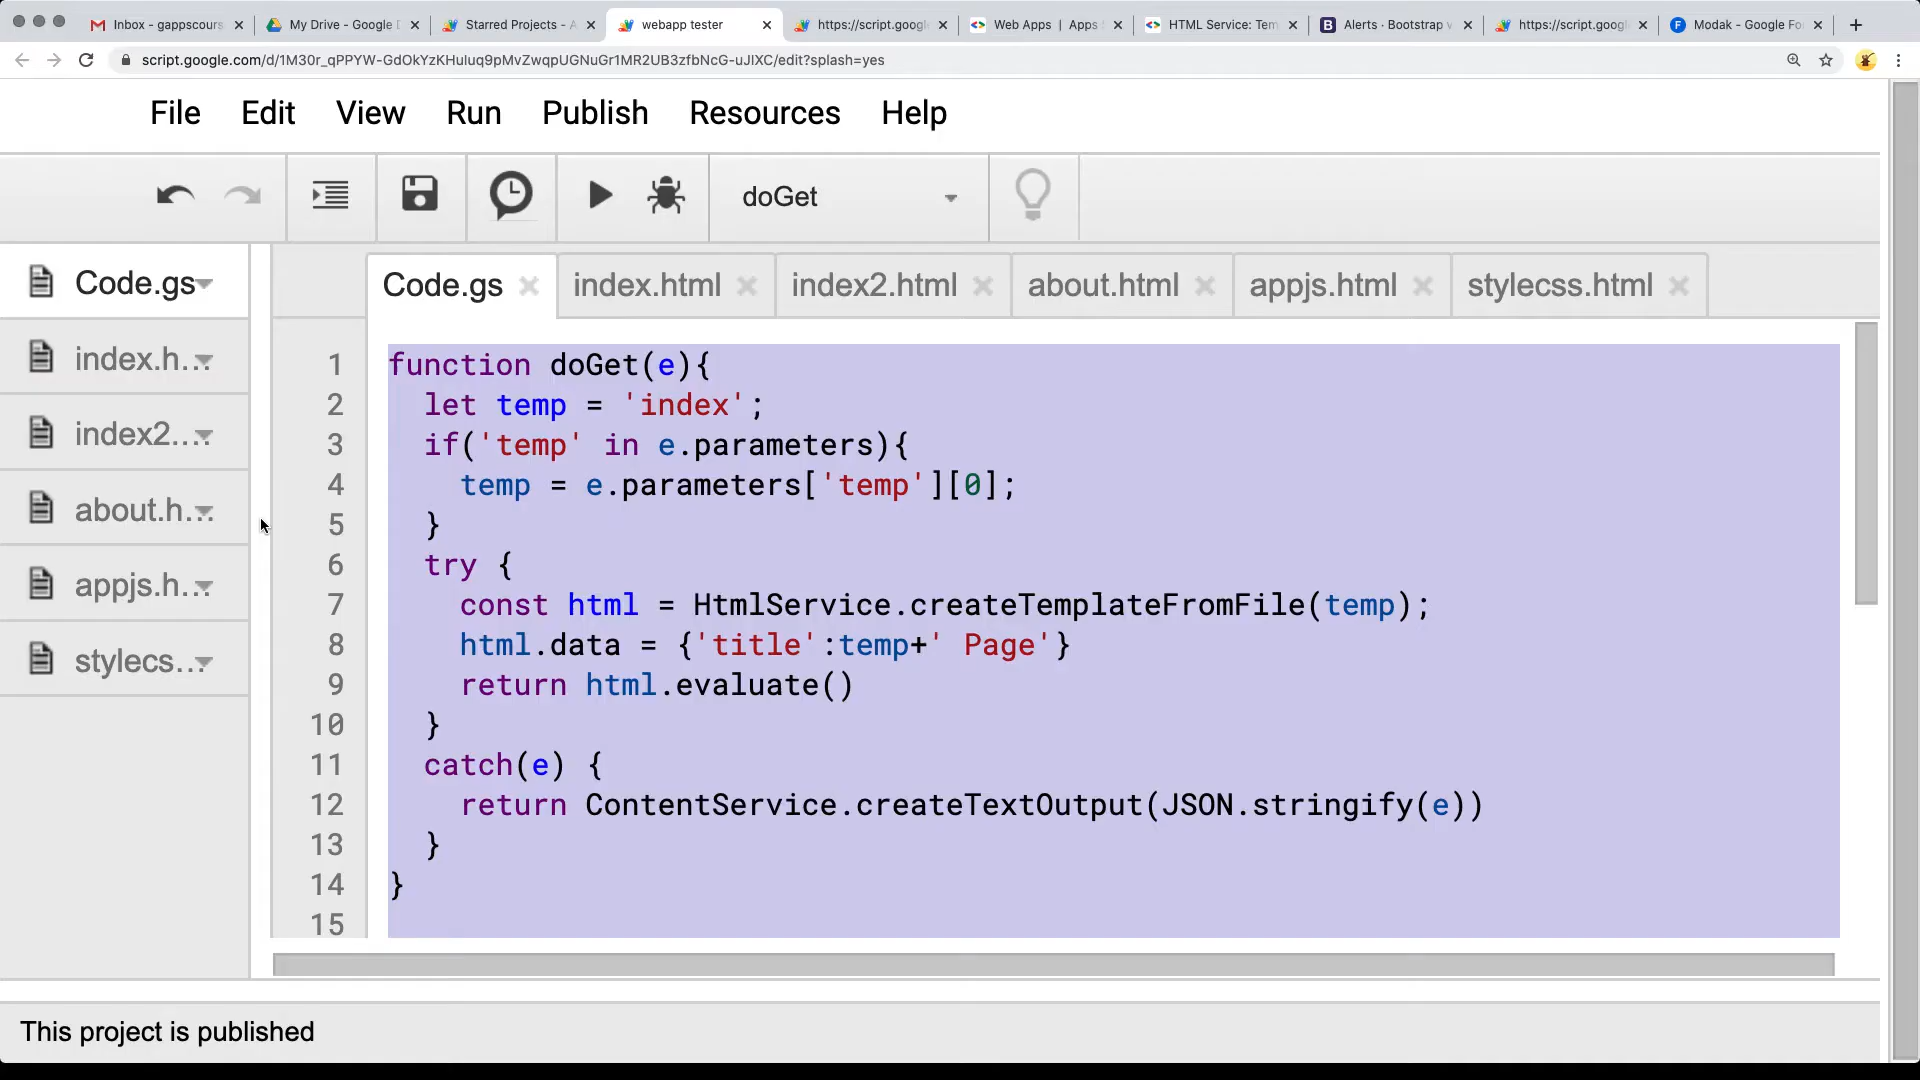 Inbox - gappscours
My Drive - Google D
Starred Projects - A
webapp tester
https://script.googl
Web Apps | Apps S
HTML Service: Tem
Alerts · Bootstrap v
https://script.googl
Modak - Google Fo
script.google.com/d/1M30r_qPPYW-GdOkYzKHuluq9pMvZwqpUGNuGr1MR2UB3zfbNcG-uJlXC/edit?splash=yes
File Edit View Run Publish Resources Help
doGet
Code.gs
index.h...
index2...
about.h...
appjs.h...
stylecs...
Code.gs index.html index2.html about.html appjs.html stylecss.html
1 function doGet(e){
2 let temp = 'index';
3 if('temp' in e.parameters){
4 temp = e.parameters['temp'][0];
5 }
6 try {
7 const html = HtmlService.createTemplateFromFile(temp);
8 html.data = {'title':temp+' Page'}
9 return html.evaluate()
10 }
11 catch(e) {
12 return ContentService.createTextOutput(JSON.stringify(e))
13 }
14 }
15
This project is published